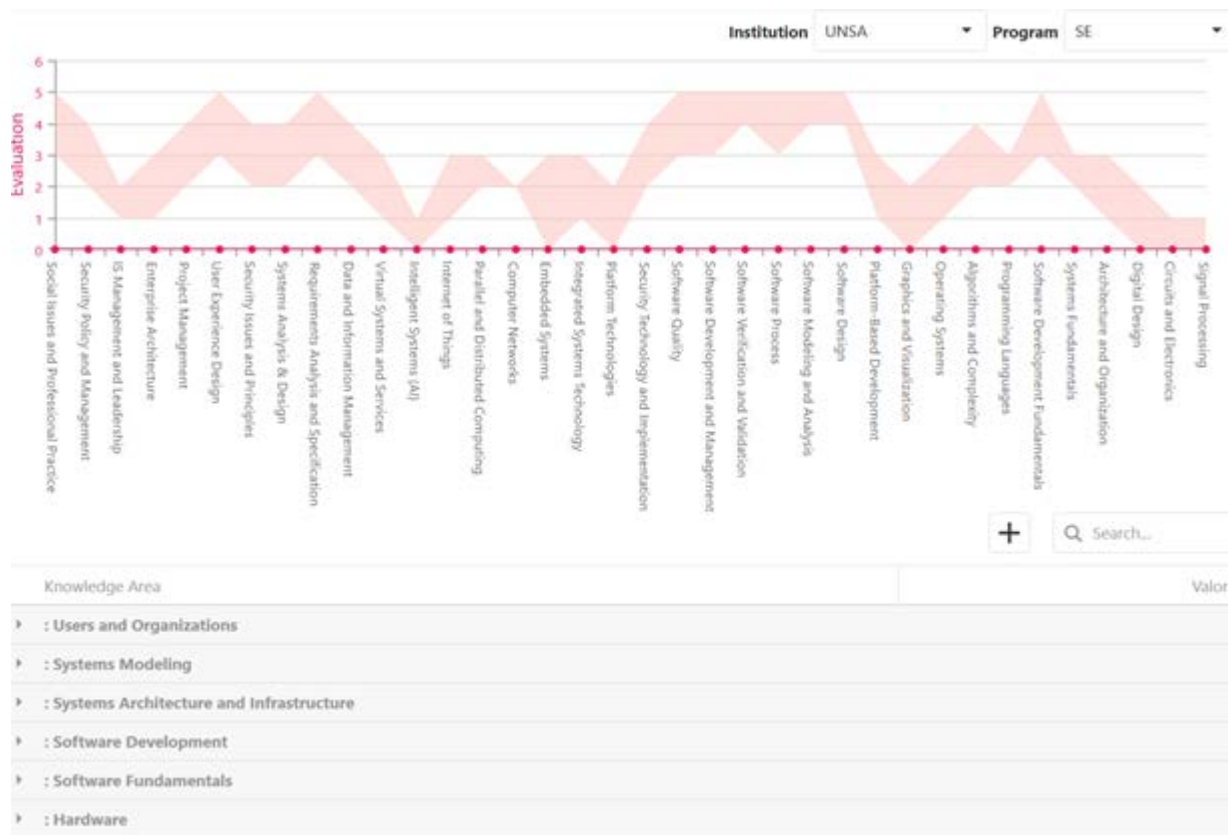 Institution UNSA Program SE
6
5
4
3
2
1
0
Evaluation
Social Issues and Professional Practice
Security Policy and Management
IS Management and Leadership
Enterprise Architecture
Project Management
User Experience Design
Security Issues and Principles
Systems Analysis & Design
Requirements Analysis and Specification
Data and Information Management
Virtual Systems and Services
Intelligent Systems (AI)
Internet of Things
Parallel and Distributed Computing
Computer Networks
Embedded Systems
Integrated Systems Technology
Platform Technologies
Security Technology and Implementation
Software Quality
Software Development and Management
Software Verification and Validation
Software Process
Software Modeling and Analysis
Software Design
Platform-Based Development
Graphics and Visualization
Operating Systems
Algorithms and Complexity
Programming Languages
Software Development Fundamentals
Systems Fundamentals
Architecture and Organization
Digital Design
Circuits and Electronics
Signal Processing
+ Search...
Knowledge Area Valor
: Users and Organizations
: Systems Modeling
: Systems Architecture and Infrastructure
: Software Development
: Software Fundamentals
: Hardware